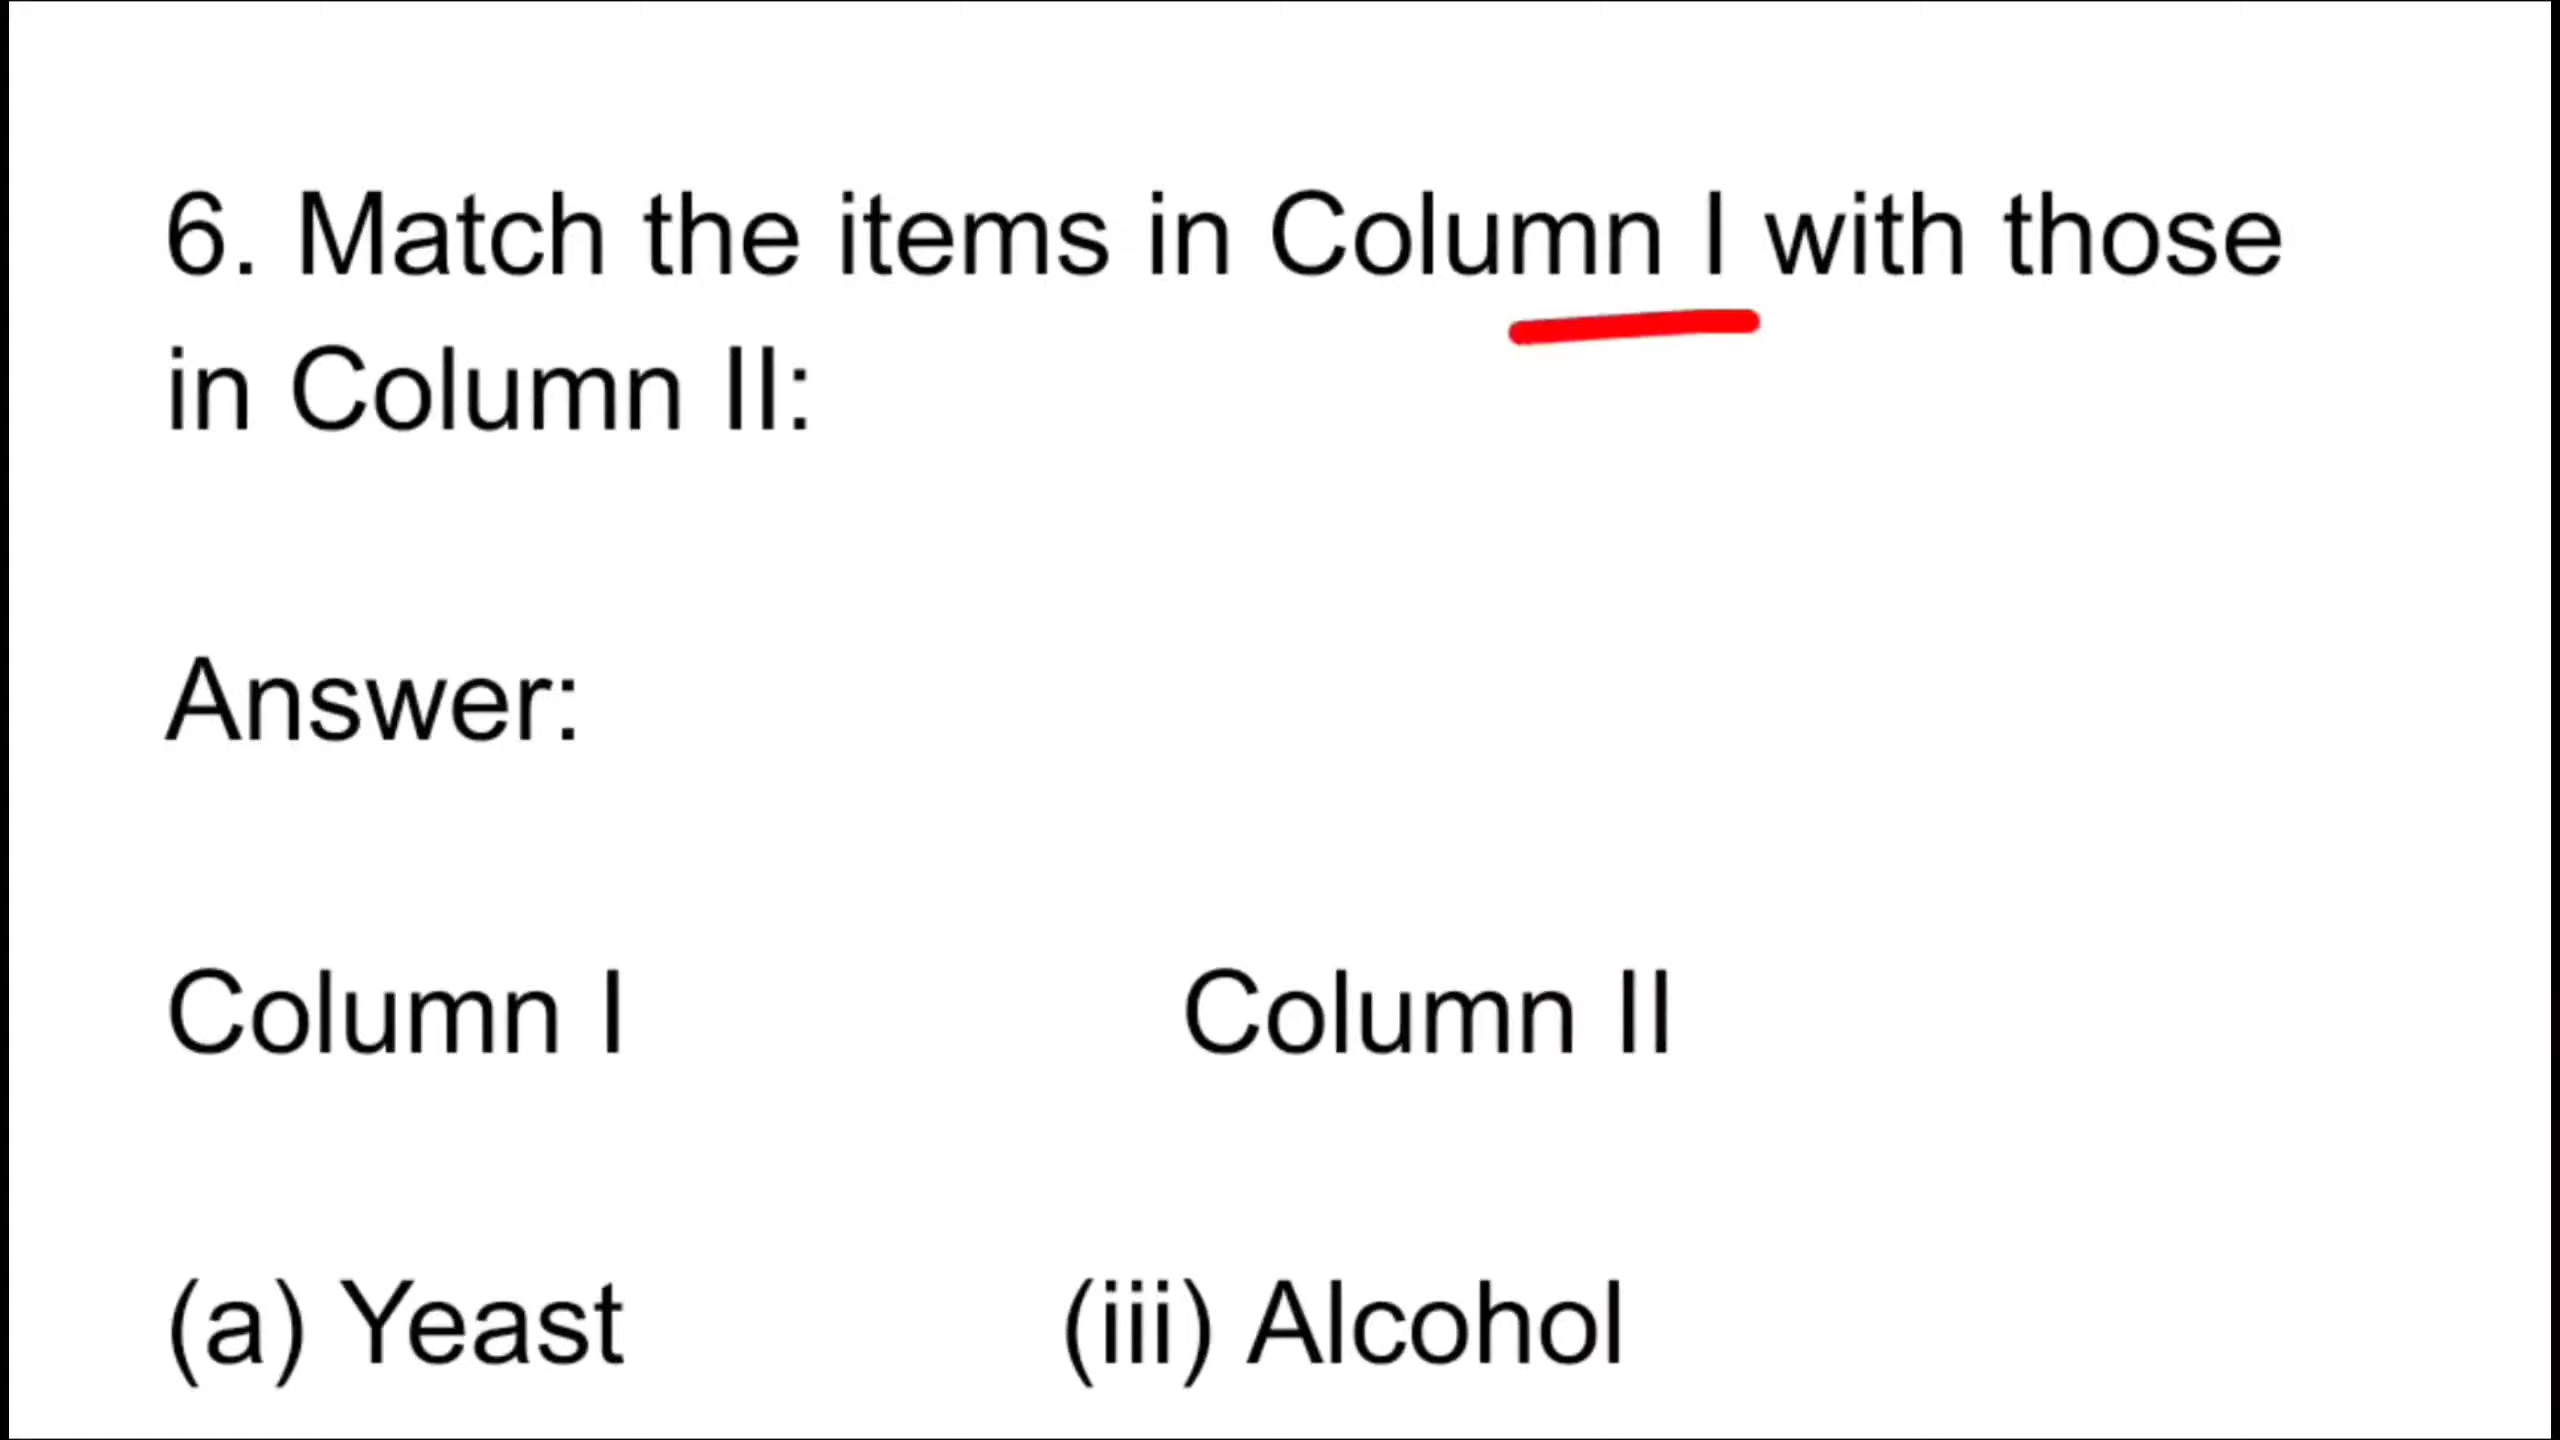 6. Match the items in Column I with those
in Column II:
Answer:
Column I Column II
(a) Yeast (iii) Alcohol